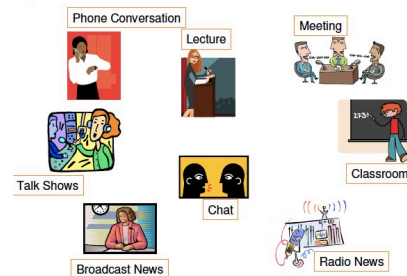 Phone Conversation
Lecture
Meeting
Talk Shows
Classroom
Chat
Broadcast News
Radio News